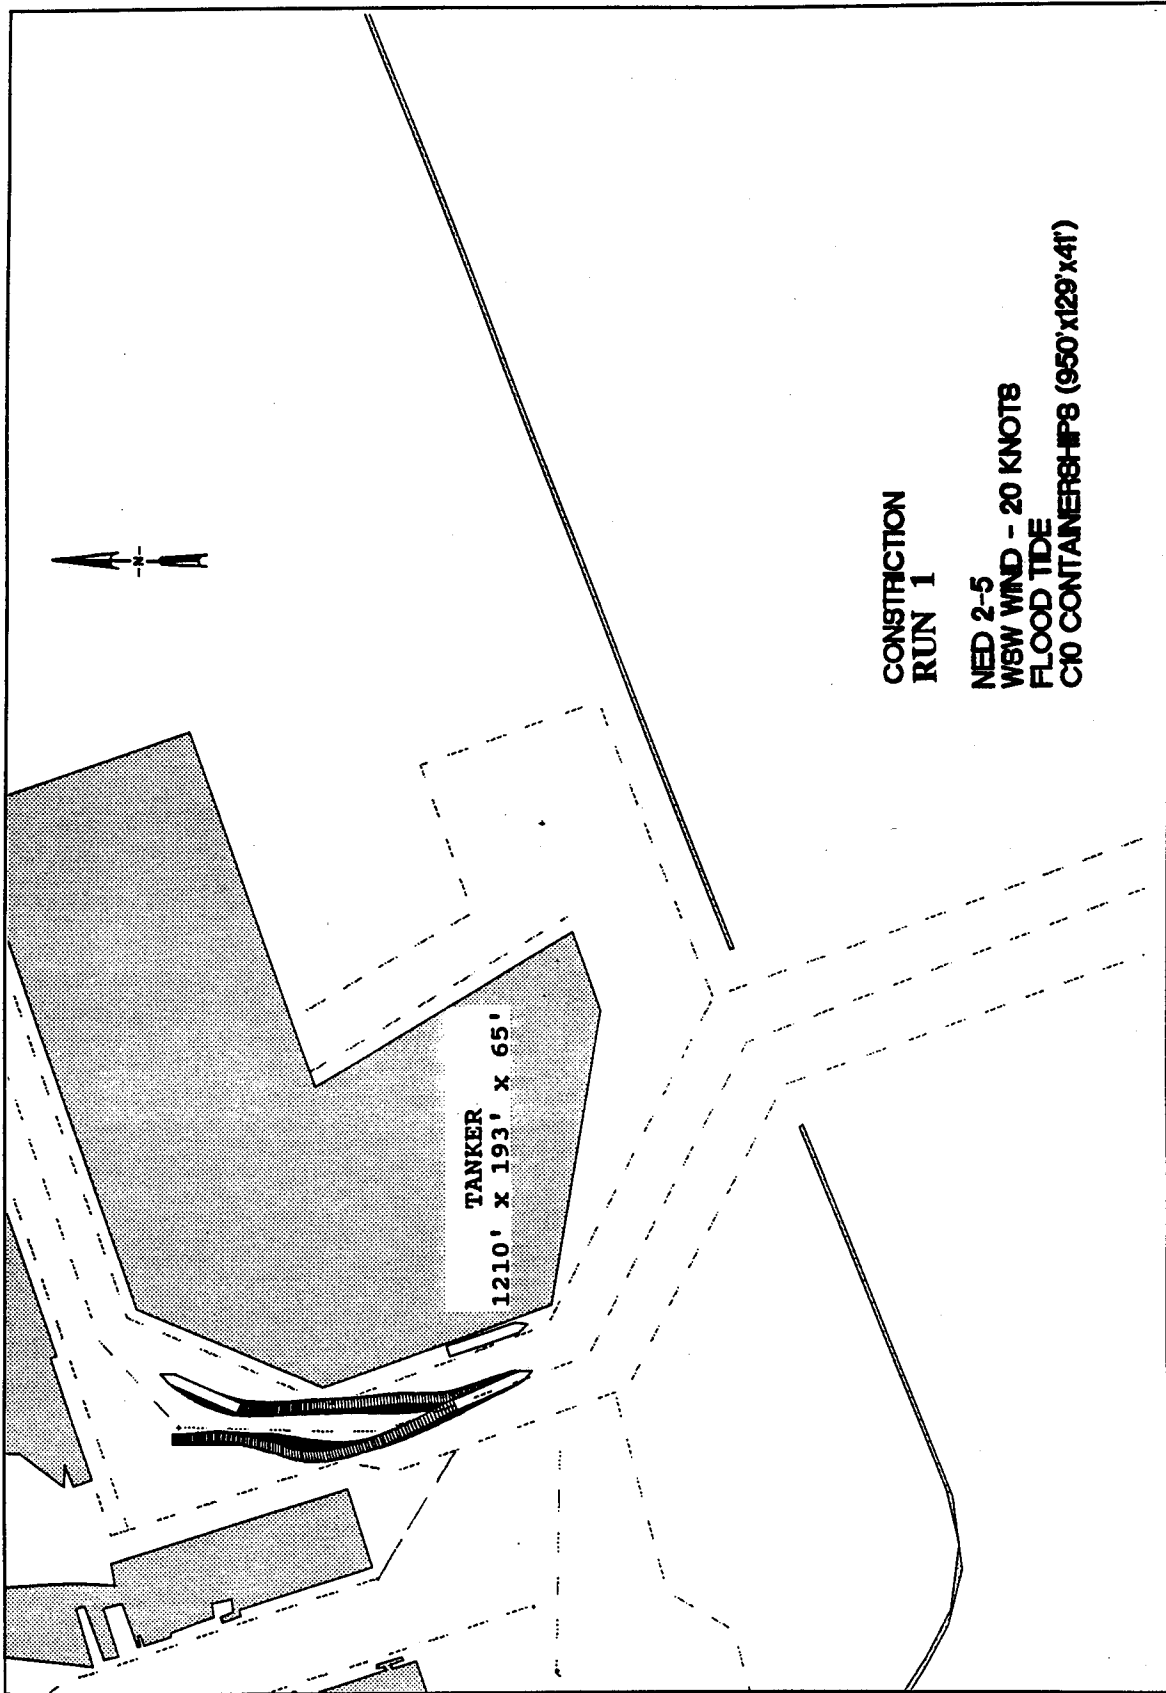 -N-
TANKER
1210' x 193' x 65'
CONSTRICTION
RUN 1
NED 2-5
WSW WIND - 20 KNOTS
FLOOD TIDE
C10 CONTAINERSHIPS (950'x129'x41')